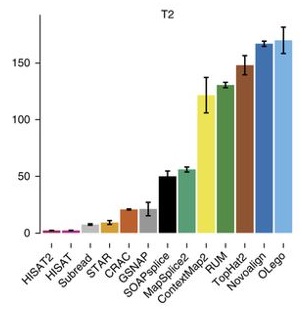 T2
150
100
50
0
HISAT2
HISAT
Subread
STAR
CRAC
GSNAP
SOAPsplice
MapSplice2
ContextMap2
RUM
TopHat2
Novoalign
OLego